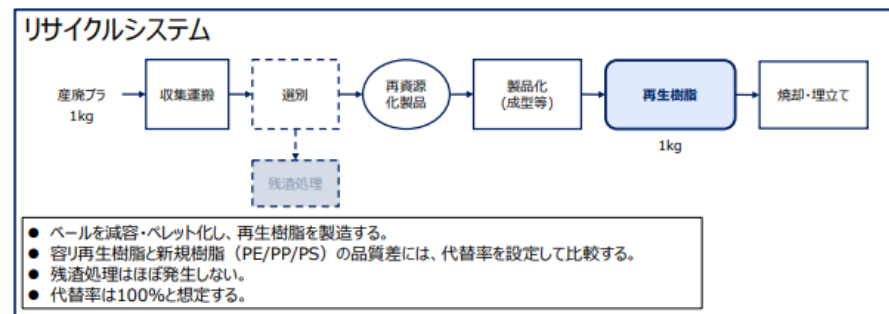 リサイクルシステム
産廃プラ
1kg
収集運搬
選別
再資源
化製品
製品化
(成型等)
再生樹脂
焼却・埋立て
1kg
残渣処理
● ベールを減容・ペレット化し、再生樹脂を製造する。
● 容リ再生樹脂と新規樹脂（PE/PP/PS）の品質差には、代替率を設定して比較する。
● 残渣処理はほぼ発生しない。
● 代替率は100%と想定する。